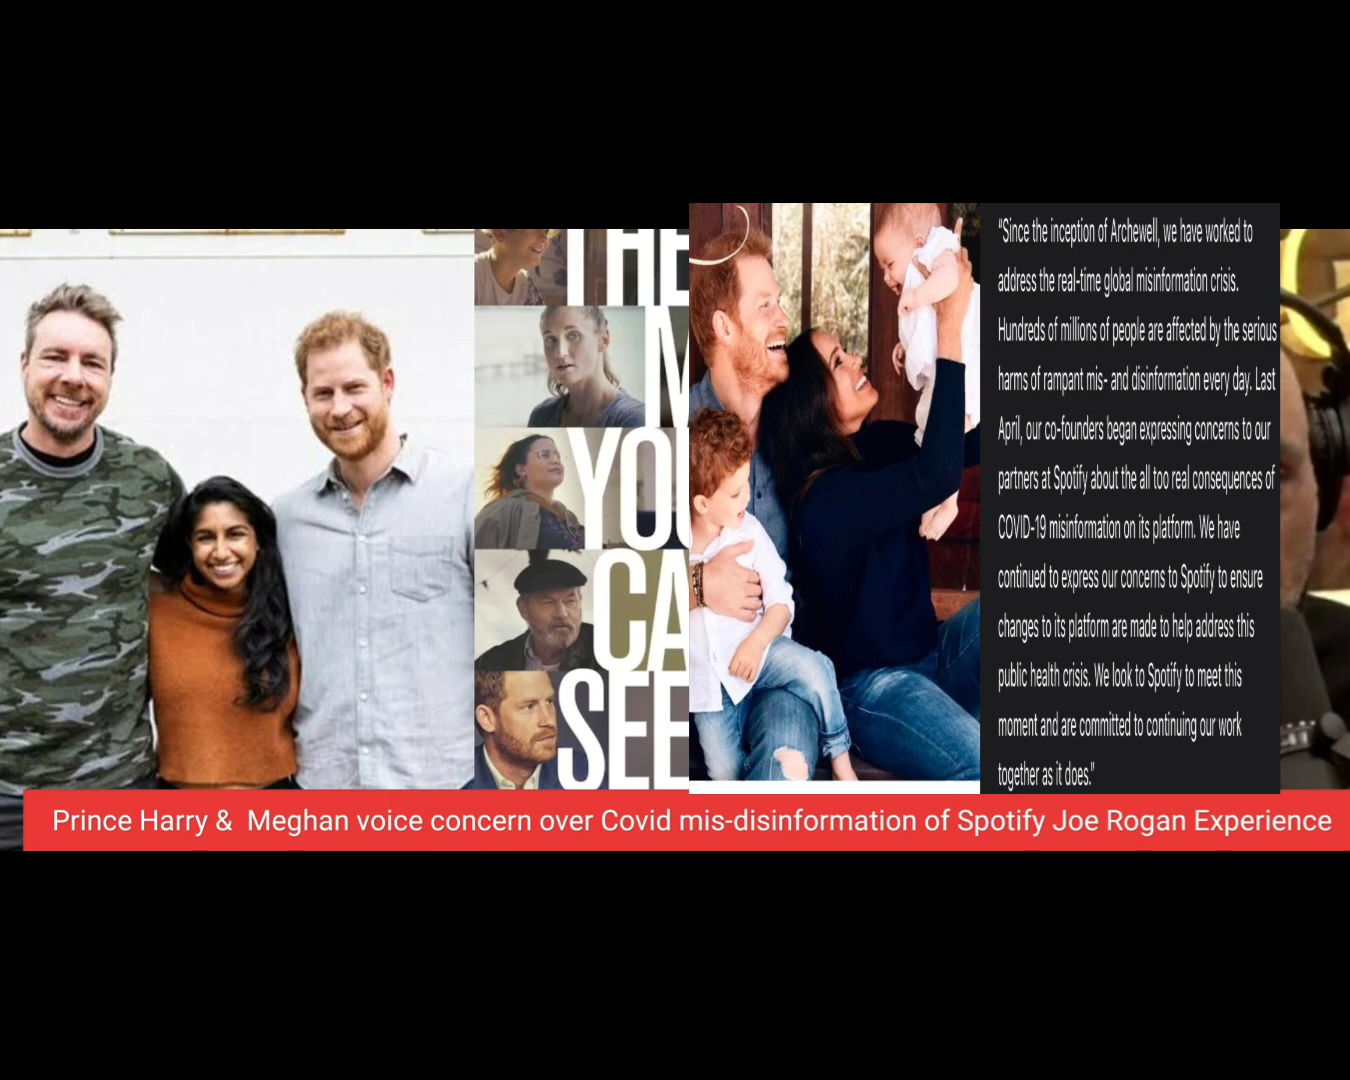 THE
YOU
CA
SEE
“Since the inception of Archewell, we have worked to
address the real-time global misinformation crisis.
Hundreds of millions of people are affected by the serious
harms of rampant mis- and disinformation every day. Last
April, our co-founders began expressing concerns to our
partners at Spotify about the all too real consequences of
COVID-19 misinformation on its platform. We have
continued to express our concerns to Spotify to ensure
changes to its platform are made to help address this
public health crisis. We look to Spotify to meet this
moment and are committed to continuing our work
together as it does.”
Prince Harry & Meghan voice concern over Covid mis-disinformation of Spotify Joe Rogan Experience